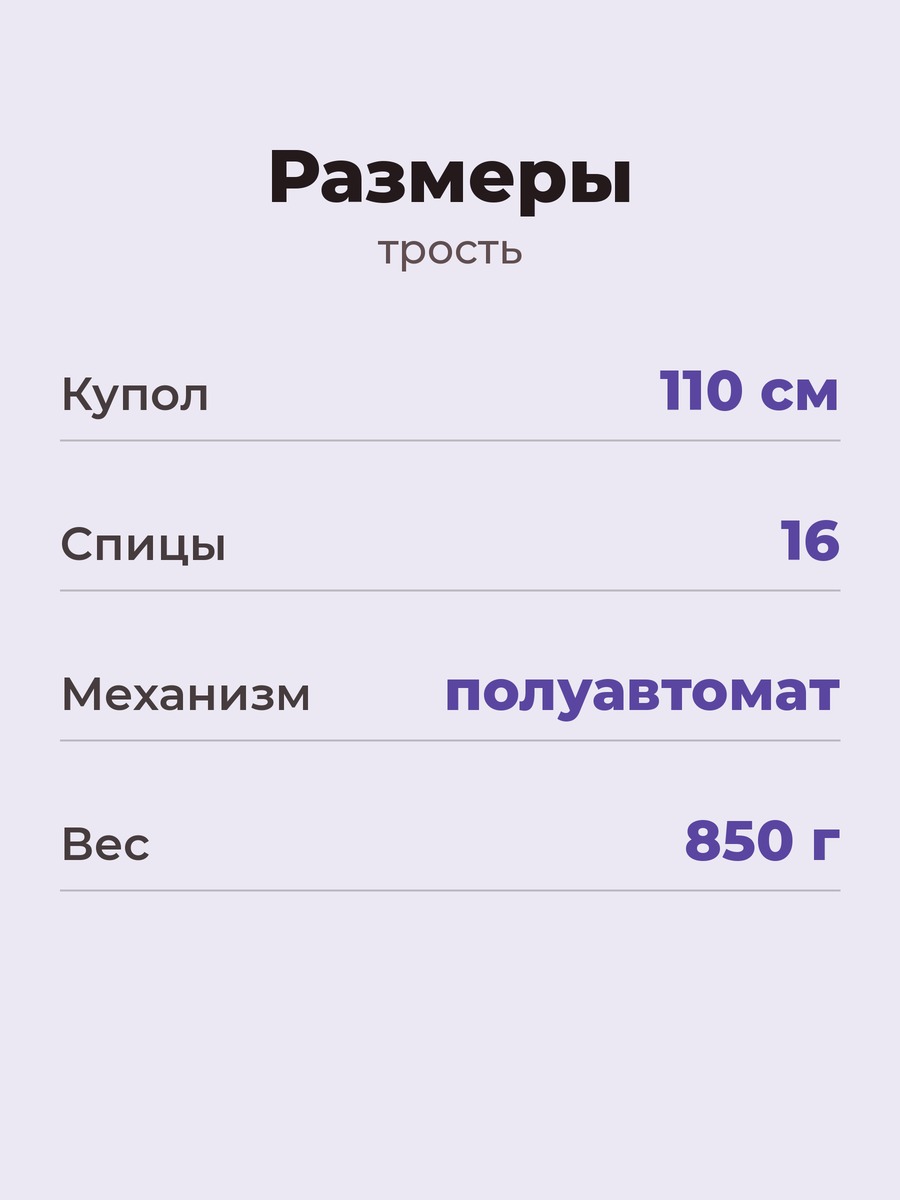 Размеры
трость
Купол 110 см
Спицы 16
Механизм полуавтомат
Вес 850 г